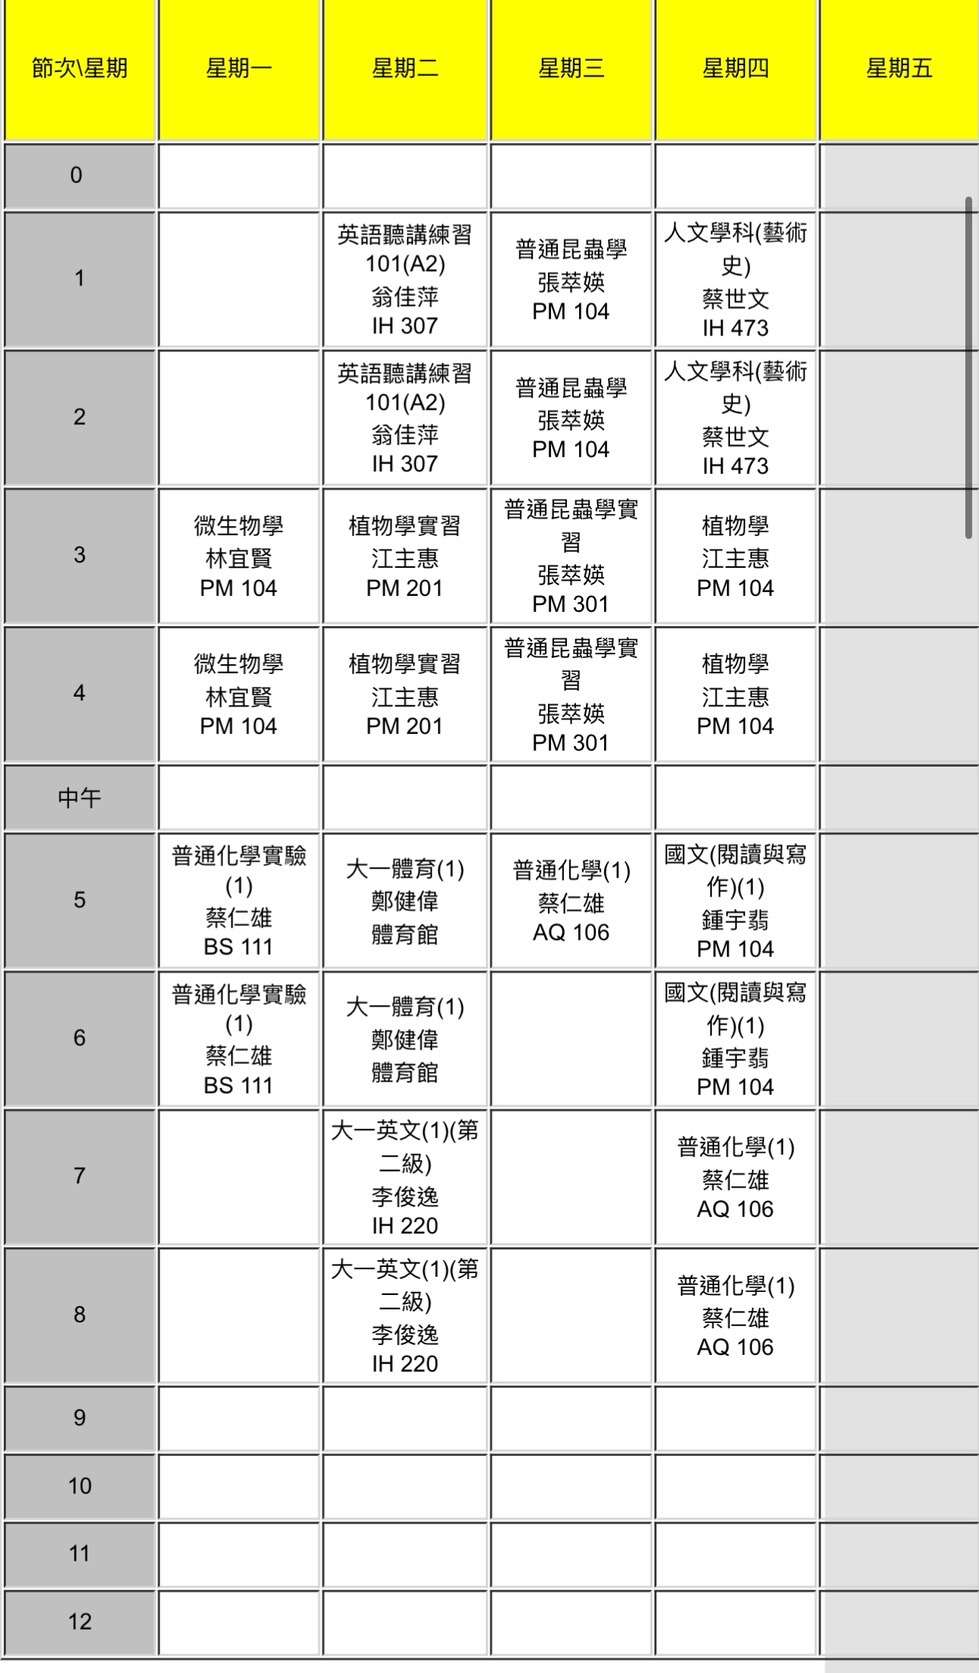 節次\星期 星期一 星期二 星期三 星期四 星期五
0
1
英語聽講練習
101(A2)
翁佳萍
IH 307
普通昆蟲學
張萃媖
PM 104
人文學科(藝術
史)
蔡世文
IH 473
2
英語聽講練習
101(A2)
翁佳萍
IH 307
普通昆蟲學
張萃媖
PM 104
人文學科(藝術
史)
蔡世文
IH 473
3
微生物學
林宜賢
PM 104
植物學實習
江主惠
PM 201
普通昆蟲學實
習
張萃媖
PM 301
植物學
江主惠
PM 104
4
微生物學
林宜賢
PM 104
植物學實習
江主惠
PM 201
普通昆蟲學實
習
張萃媖
PM 301
植物學
江主惠
PM 104
中午
5
普通化學實驗
(1)
蔡仁雄
BS 111
大一體育(1)
鄭健偉
體育館
普通化學(1)
蔡仁雄
AQ 106
國文(閱讀與寫
作)(1)
鍾宇翡
PM 104
6
普通化學實驗
(1)
蔡仁雄
BS 111
大一體育(1)
鄭健偉
體育館
國文(閱讀與寫
作)(1)
鍾宇翡
PM 104
7
大一英文(1)(第
二級)
李俊逸
IH 220
普通化學(1)
蔡仁雄
AQ 106
8
大一英文(1)(第
二級)
李俊逸
IH 220
普通化學(1)
蔡仁雄
AQ 106
9
10
11
12